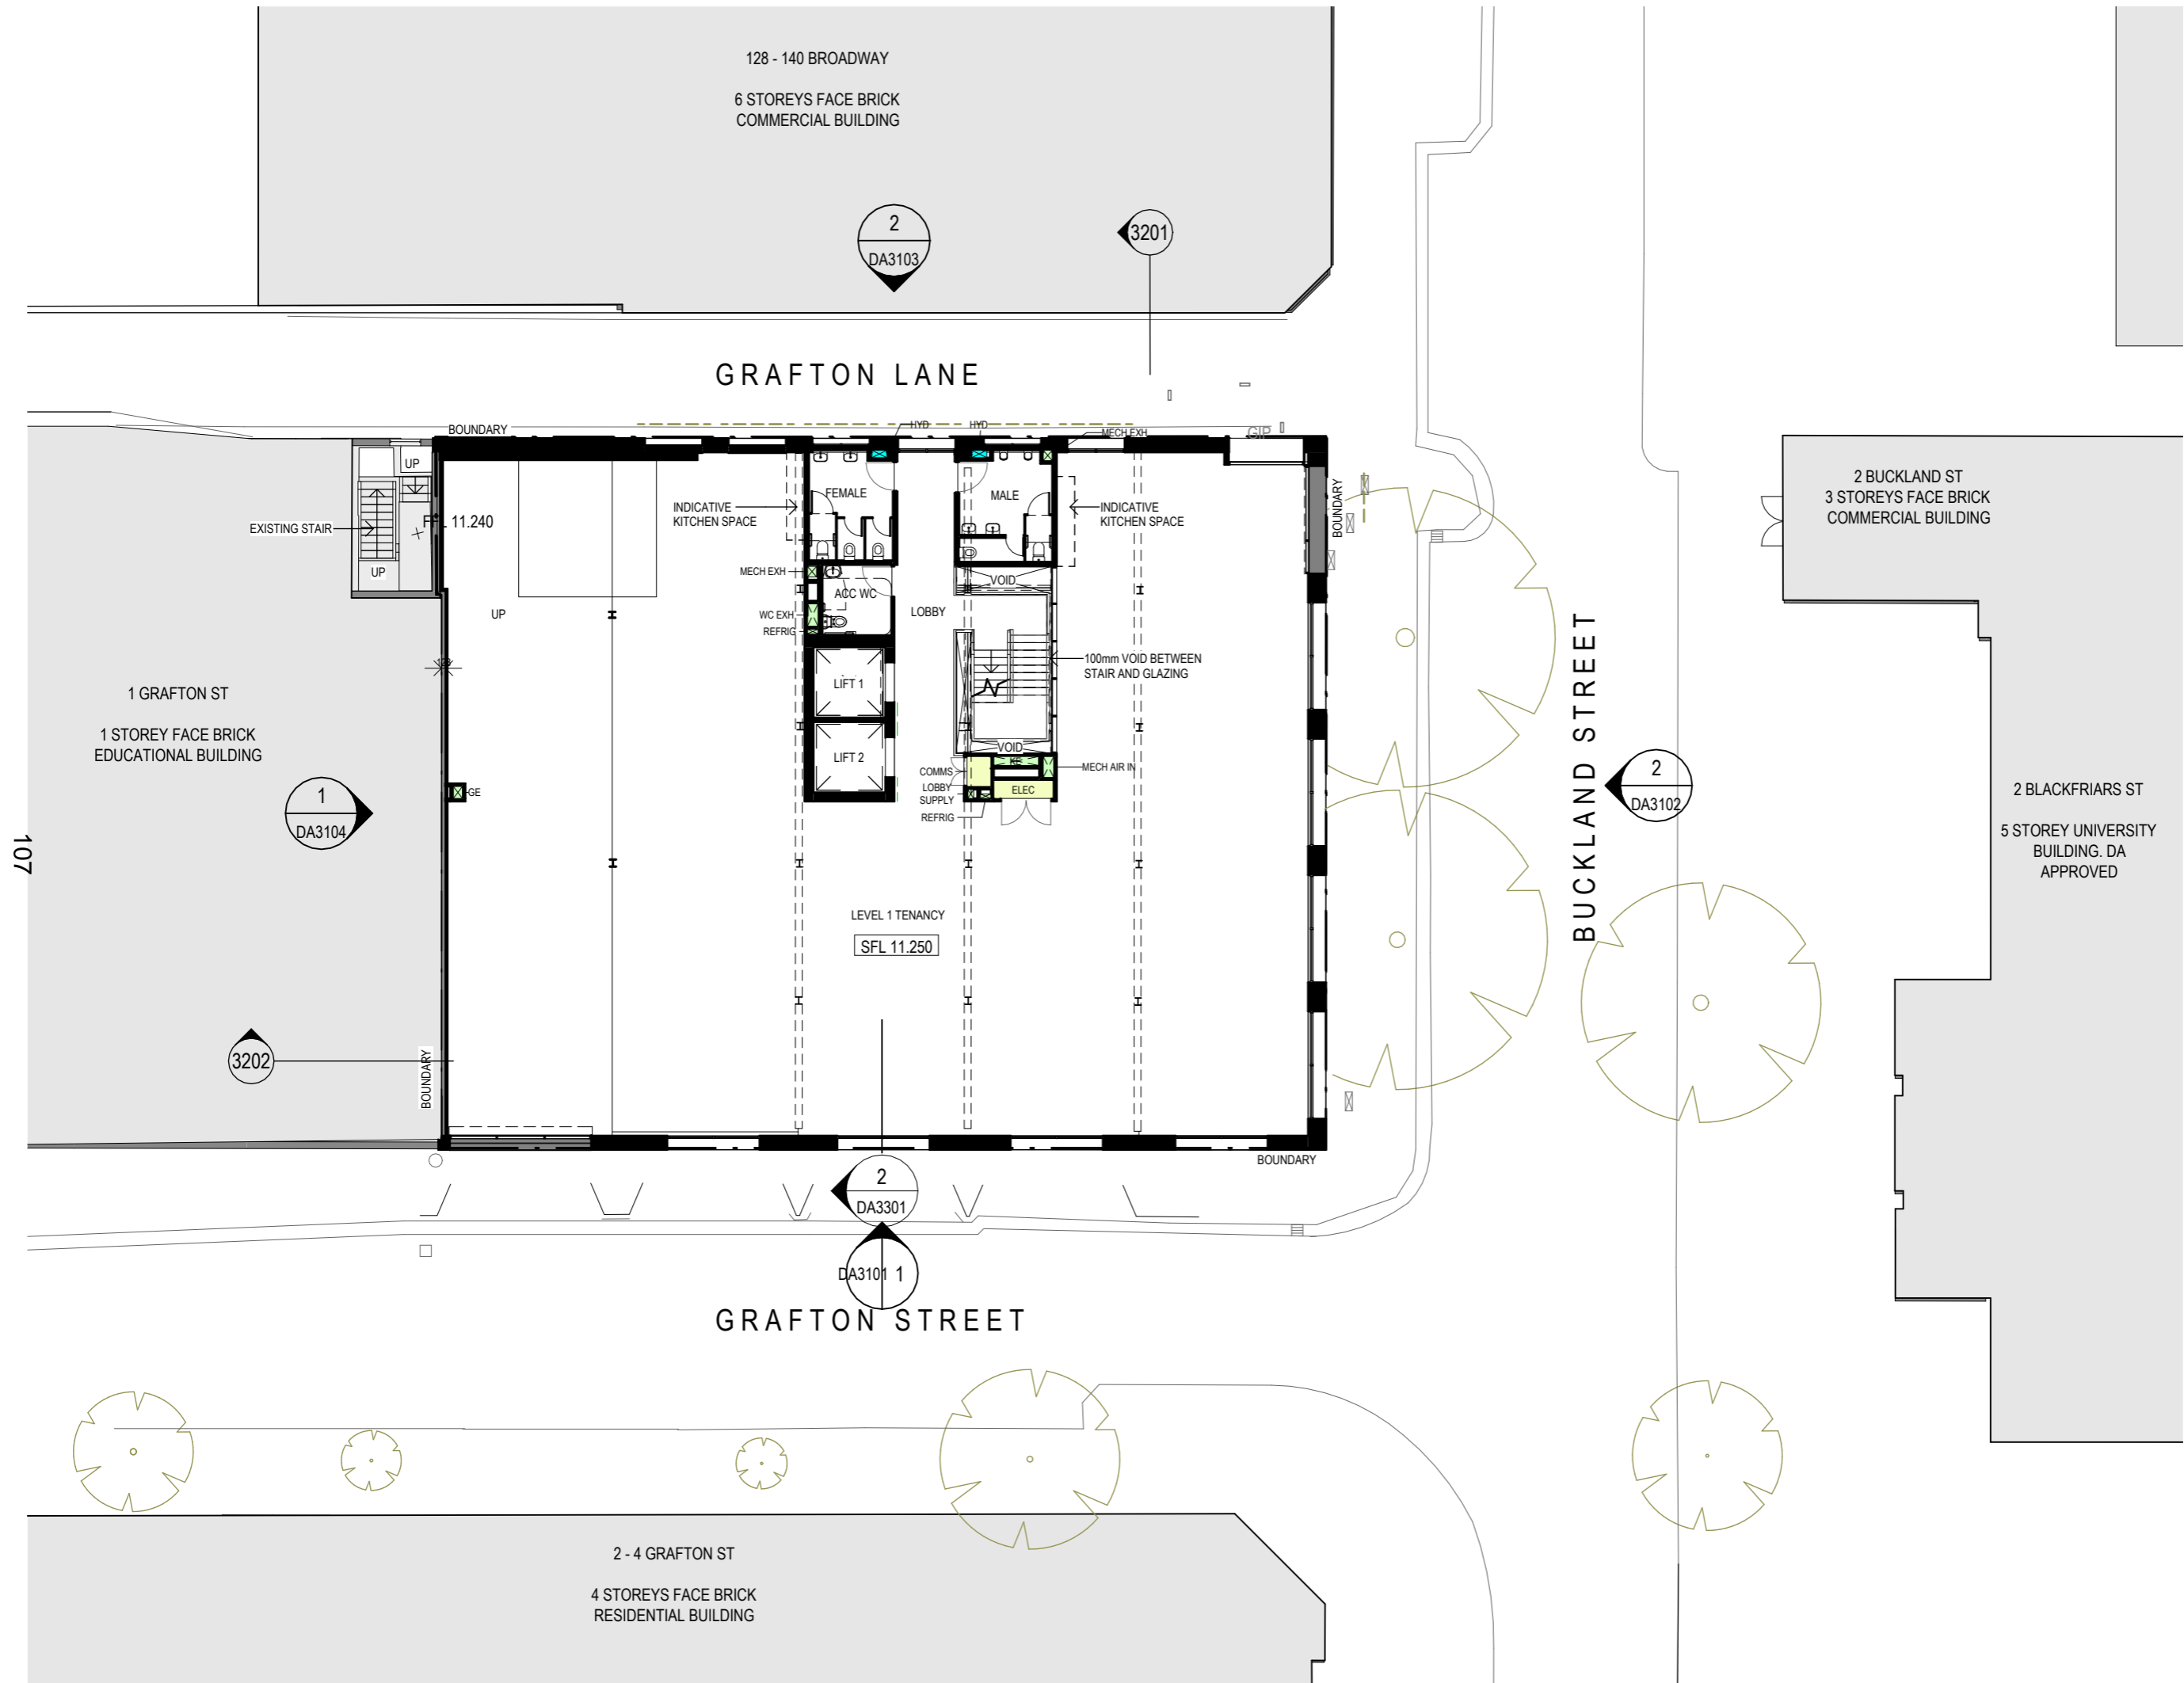 128 - 140 BROADWAY
6 STOREYS FACE BRICK
COMMERCIAL BUILDING
2
DA3103
3201
GRAFTON LANE
BOUNDARY
HYD
HYD
MECH EXH
GIP
UP
EXISTING STAIR
UP
FFL 11.240
UP
INDICATIVE
KITCHEN SPACE
FEMALE
MALE
INDICATIVE
KITCHEN SPACE
BOUNDARY
2 BUCKLAND ST
3 STOREYS FACE BRICK
COMMERCIAL BUILDING
MECH EXH
ACC WC
WC EXH
REFRIG
LOBBY
VOID
100mm VOID BETWEEN
STAIR AND GLAZING
LIFT 1
LIFT 2
VOID
KE
MECH AIR IN
COMMS
LOBBY
SUPPLY
REFRIG
ELEC
1 GRAFTON ST
1 STOREY FACE BRICK
EDUCATIONAL BUILDING
1
DA3104
GE
107
BUCKLAND STREET
2
DA3102
2 BLACKFRIARS ST
5 STOREY UNIVERSITY
BUILDING. DA
APPROVED
LEVEL 1 TENANCY
SFL 11.250
3202
BOUNDARY
BOUNDARY
2
DA3301
DA3101 1
GRAFTON STREET
2 - 4 GRAFTON ST
4 STOREYS FACE BRICK
RESIDENTIAL BUILDING